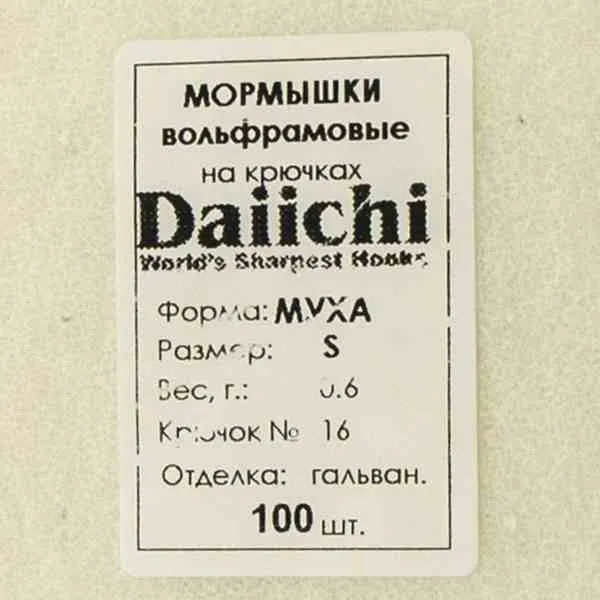 МОРМЫШКИ
ВОЛЬФРАМОВЫЕ
на крючках
Daiichi
World's Sharpest Hooks
Форма: МУХА
Размер: S
Вес, г.: 0.6
Крючок № 16
Отделка: гальван.
100 шт.